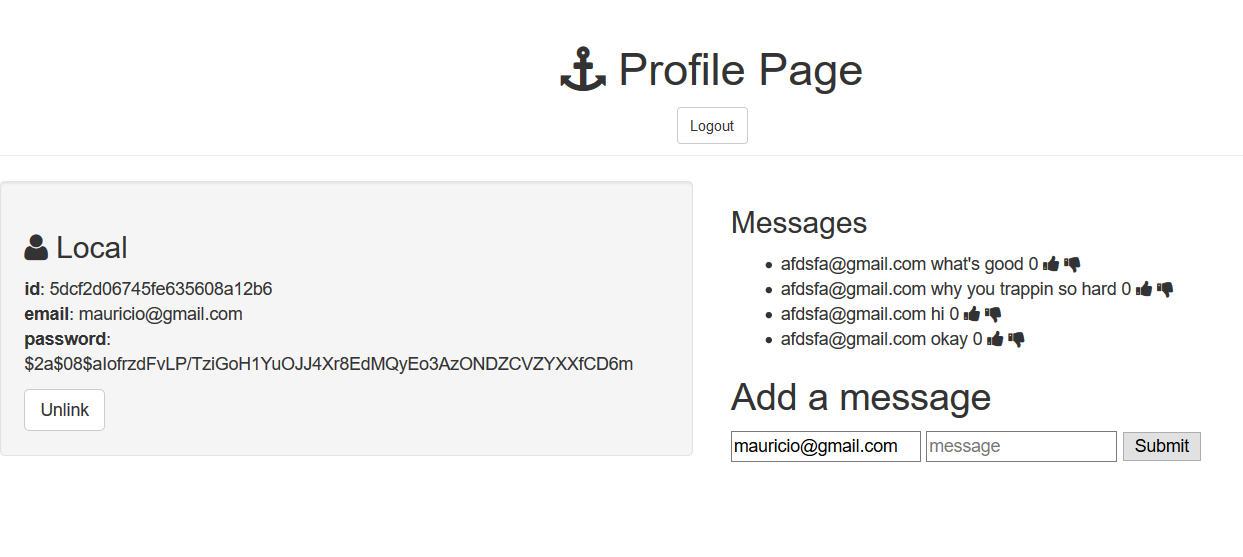 Profile Page
Logout
Local
id: 5dcf2d06745fe635608a12b6
email: mauricio@gmail.com
password:
$2a$08$aIofrzdFvLP/TziGoH1YuOJJ4Xr8EdMQyEo3AzONDZCVZYXXfCD6m
Unlink
Messages
afdsfa@gmail.com what's good 0
afdsfa@gmail.com why you trappin so hard 0
afdsfa@gmail.com hi 0
afdsfa@gmail.com okay 0
Add a message
mauricio@gmail.com message Submit